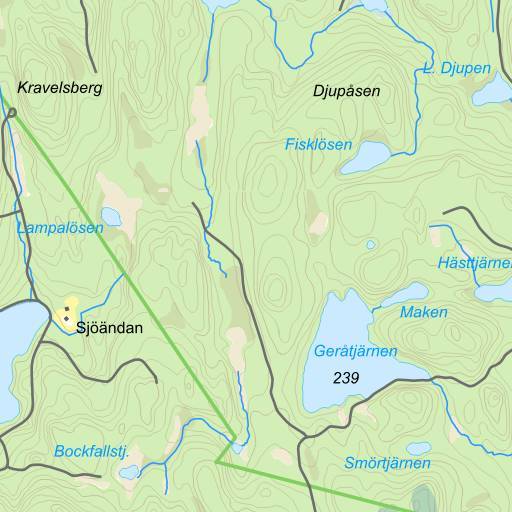 L. Djupen
Kravelsberg
Djupåsen
Fisklösen
Lampalösen
Hästtjärnen
Maken
Sjöändan
Geråtjärnen
239
Bockfallstj.
Smörtjärnen